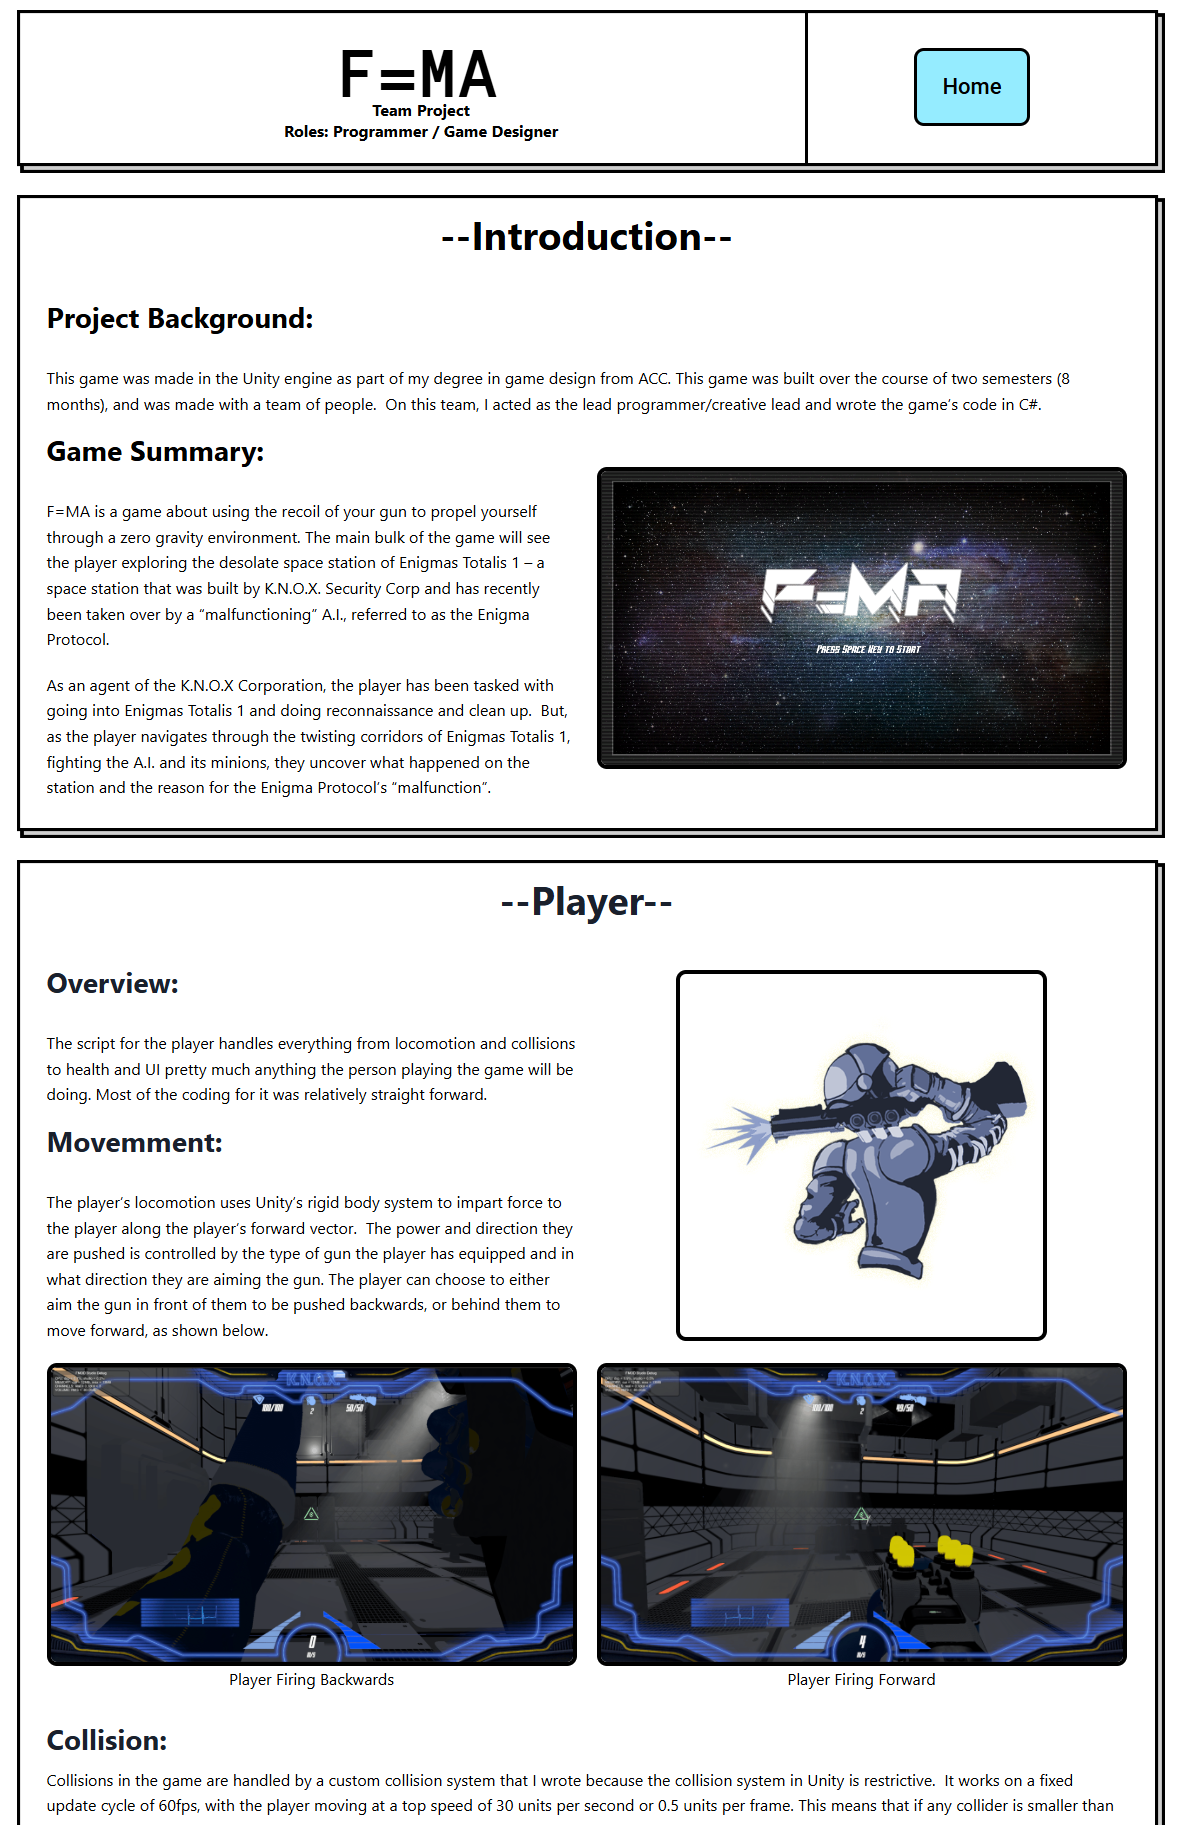 F=MA
Team Project
Roles: Programmer / Game Designer
Home
--Introduction--
Project Background:
This game was made in the Unity engine as part of my degree in game design from ACC. This game was built over the course of two semesters (8
months), and was made with a team of people.  On this team, I acted as the lead programmer/creative lead and wrote the game’s code in C#.
Game Summary:
F=MA is a game about using the recoil of your gun to propel yourself
through a zero gravity environment. The main bulk of the game will see
the player exploring the desolate space station of Enigmas Totalis 1 – a
space station that was built by K.N.O.X. Security Corp and has recently
been taken over by a “malfunctioning” A.I., referred to as the Enigma
Protocol.
As an agent of the K.N.O.X Corporation, the player has been tasked with
going into Enigmas Totalis 1 and doing reconnaissance and clean up.  But,
as the player navigates through the twisting corridors of Enigmas Totalis 1,
fighting the A.I. and its minions, they uncover what happened on the
station and the reason for the Enigma Protocol’s “malfunction”.
F=MA
Press Space Key to Start
--Player--
Overview:
The script for the player handles everything from locomotion and collisions
to health and UI pretty much anything the person playing the game will be
doing. Most of the coding for it was relatively straight forward.
Movemment:
The player’s locomotion uses Unity’s rigid body system to impart force to
the player along the player’s forward vector.  The power and direction they
are pushed is controlled by the type of gun the player has equipped and in
what direction they are aiming the gun. The player can choose to either
aim the gun in front of them to be pushed backwards, or behind them to
move forward, as shown below.
K.N.O.X
100/100
2
50/50
0
Player Firing Backwards
K.N.O.X
100/100
2
49/50
4
Player Firing Forward
Collision:
Collisions in the game are handled by a custom collision system that I wrote because the collision system in Unity is restrictive.  It works on a fixed
update cycle of 60fps, with the player moving at a top speed of 30 units per second or 0.5 units per frame. This means that if any collider is smaller than